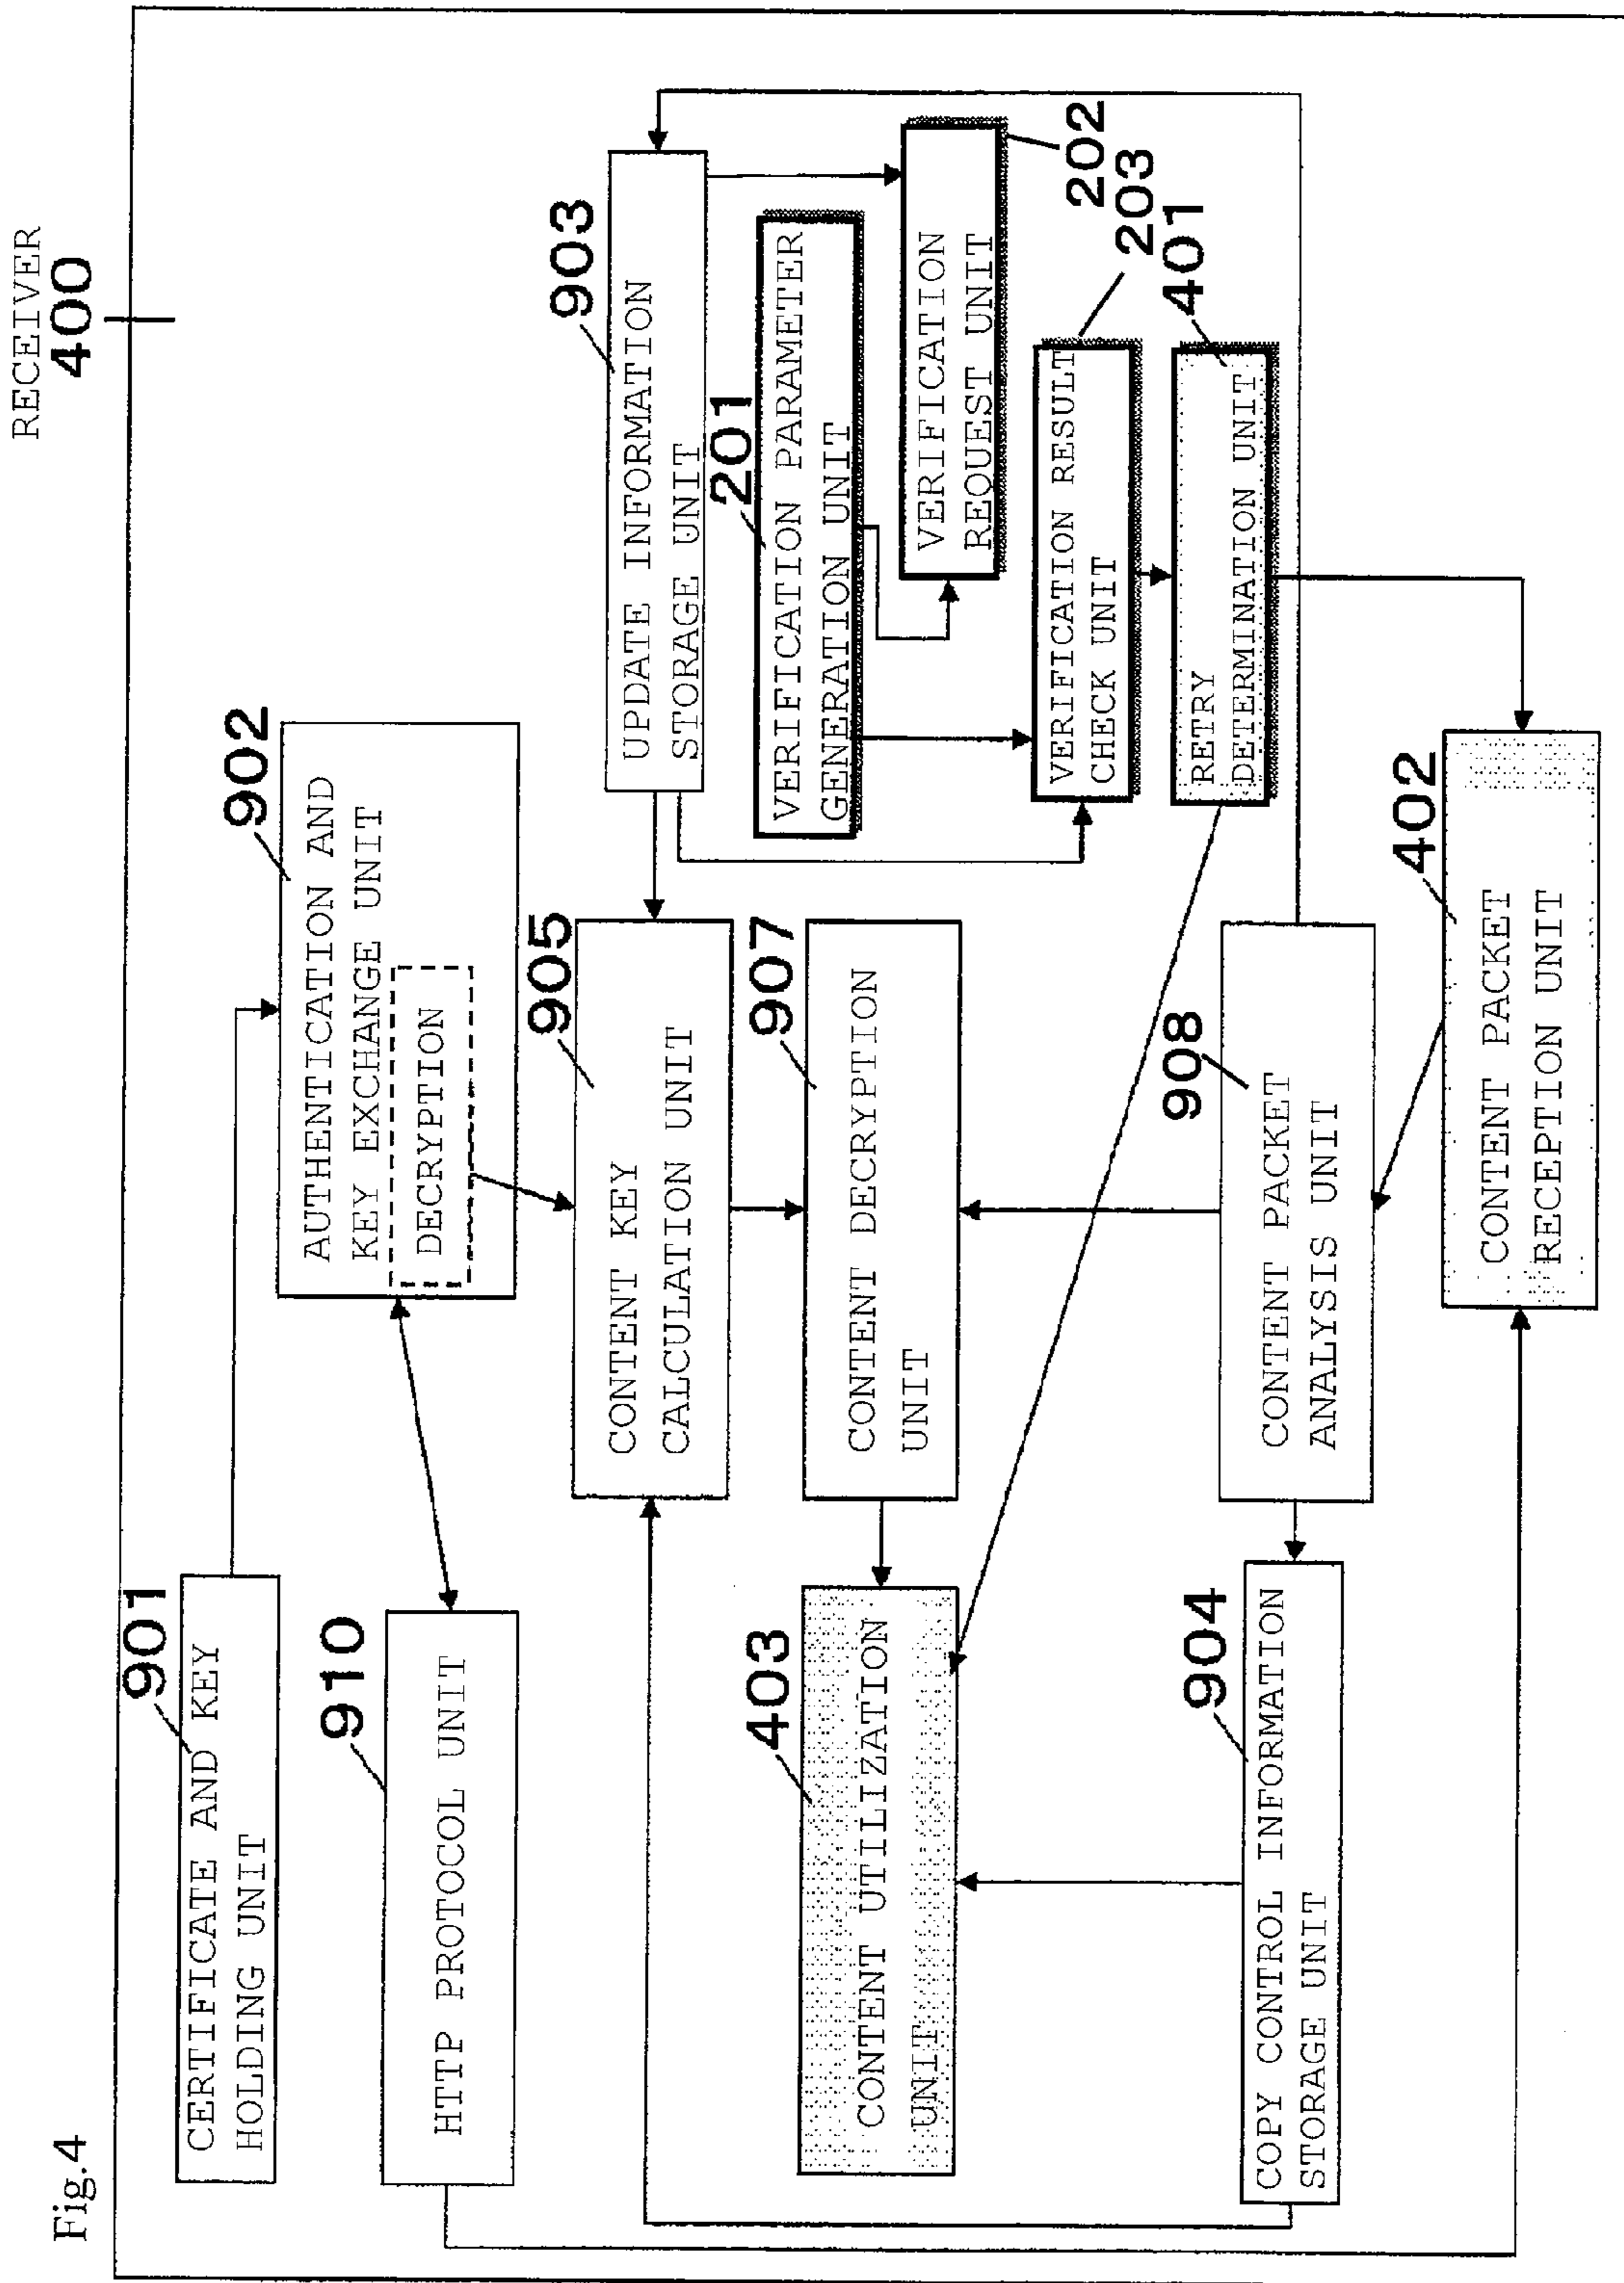 Fig.4
RECEIVER
400
901
CERTIFICATE AND KEY
HOLDING UNIT
902
AUTHENTICATION AND
KEY EXCHANGE UNIT
DECRYPTION
910
HTTP PROTOCOL UNIT
903
UPDATE INFORMATION
STORAGE UNIT
905
CONTENT KEY
CALCULATION UNIT
201
VERIFICATION PARAMETER
GENERATION UNIT
403
CONTENT UTILIZATION
UNIT
907
CONTENT DECRYPTION
UNIT
VERIFICATION
REQUEST UNIT
202
VERIFICATION RESULT
CHECK UNIT
203
RETRY
DETERMINATION UNIT
401
904
COPY CONTROL INFORMATION
STORAGE UNIT
908
CONTENT PACKET
ANALYSIS UNIT
402
CONTENT PACKET
RECEPTION UNIT